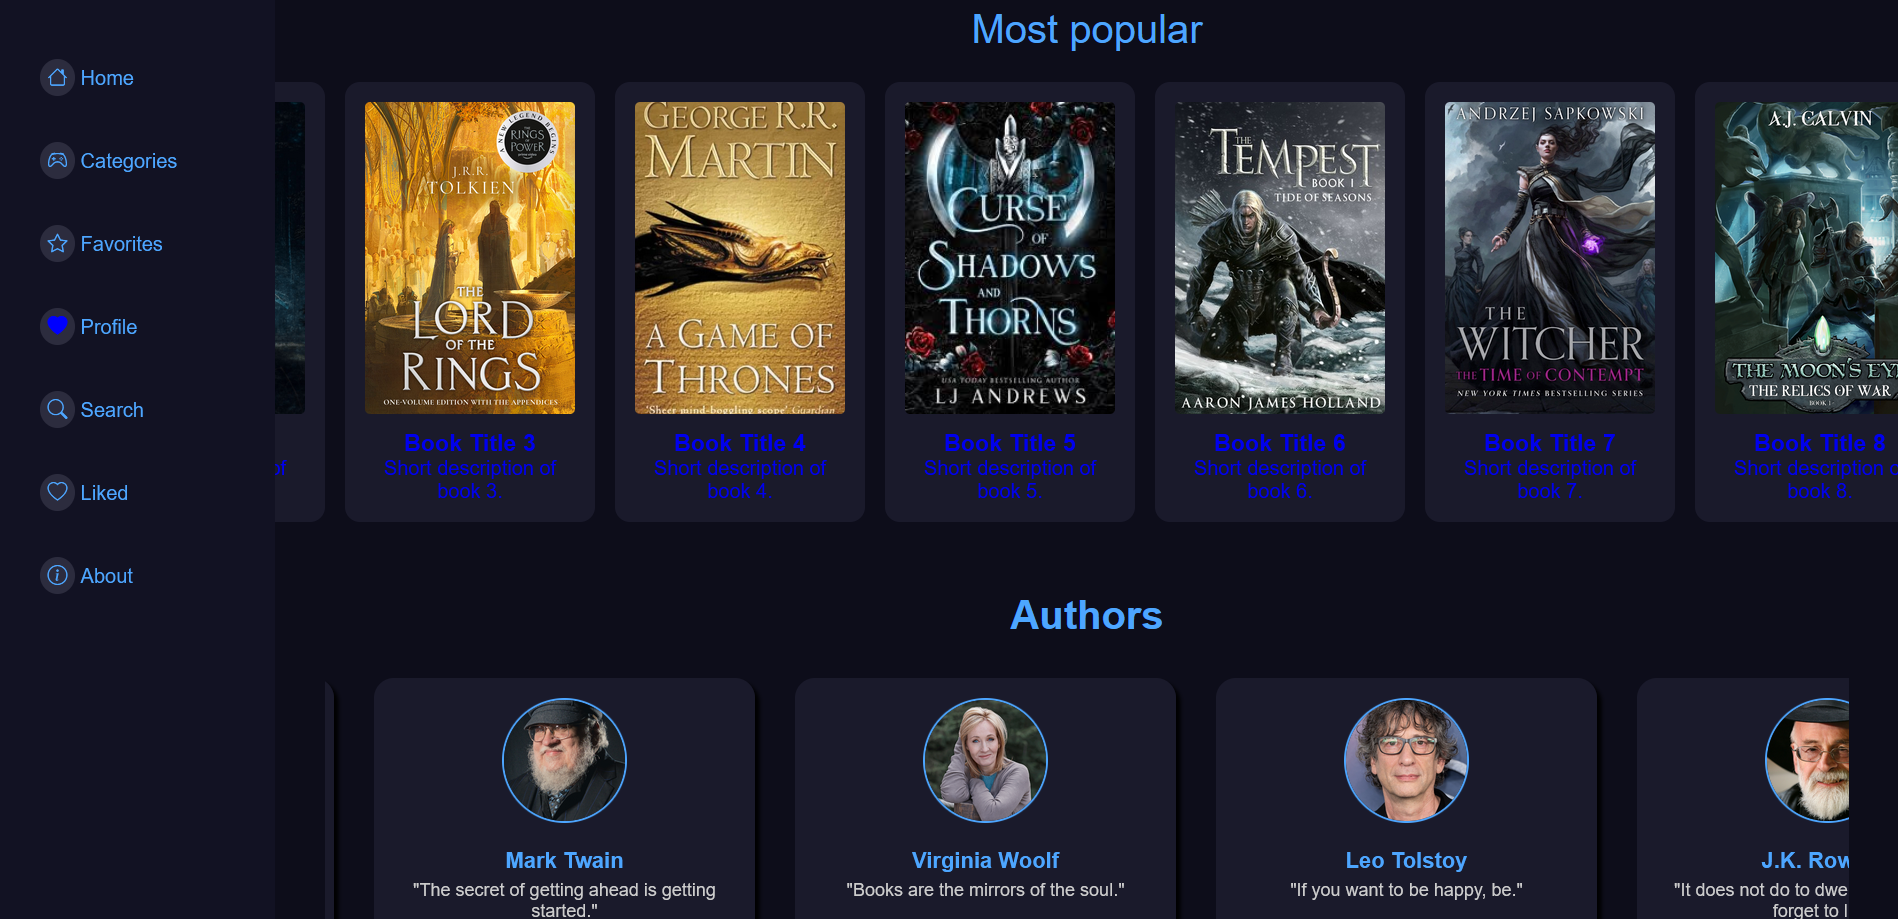 Most popular
Home
Categories
Favorites
Profile
Search
Liked
About
of
A NEW LEGEND BEGINS
THE
RINGS
OF
POWER
J.R.R.
TOLKIEN
THE
LORD
OF THE
RINGS
ONE-VOLUME EDITION WITH THE APPENDICES
Book Title 3
Short description of
book 3.
GEORGE R.R.
MARTIN
A GAME OF
THRONES
'Sheer mind-boggling scope' Guardian
Book Title 4
Short description of
book 4.
CURSE
OF
SHADOWS
AND
THORNS
USA TODAY BESTSELLING AUTHOR
LJ ANDREWS
Book Title 5
Short description of
book 5.
THE
TEMPEST
BOOK I
TIDE OF SEASONS
AARON JAMES HOLLAND
Book Title 6
Short description of
book 6.
ANDRZEJ SAPKOWSKI
THE
WITCHER
THE TIME OF CONTEMPT
NEW YORK TIMES BESTSELLING SERIES
Book Title 7
Short description of
book 7.
A.J. CALVIN
THE MOON'S EY
THE RELICS OF WAR
BOOK 1
Book Title 8
Short description o
book 8.
Authors
Mark Twain
"The secret of getting ahead is getting
started."
Virginia Woolf
"Books are the mirrors of the soul."
Leo Tolstoy
"If you want to be happy, be."
J.K. Row
"It does not do to dwe
forget to l